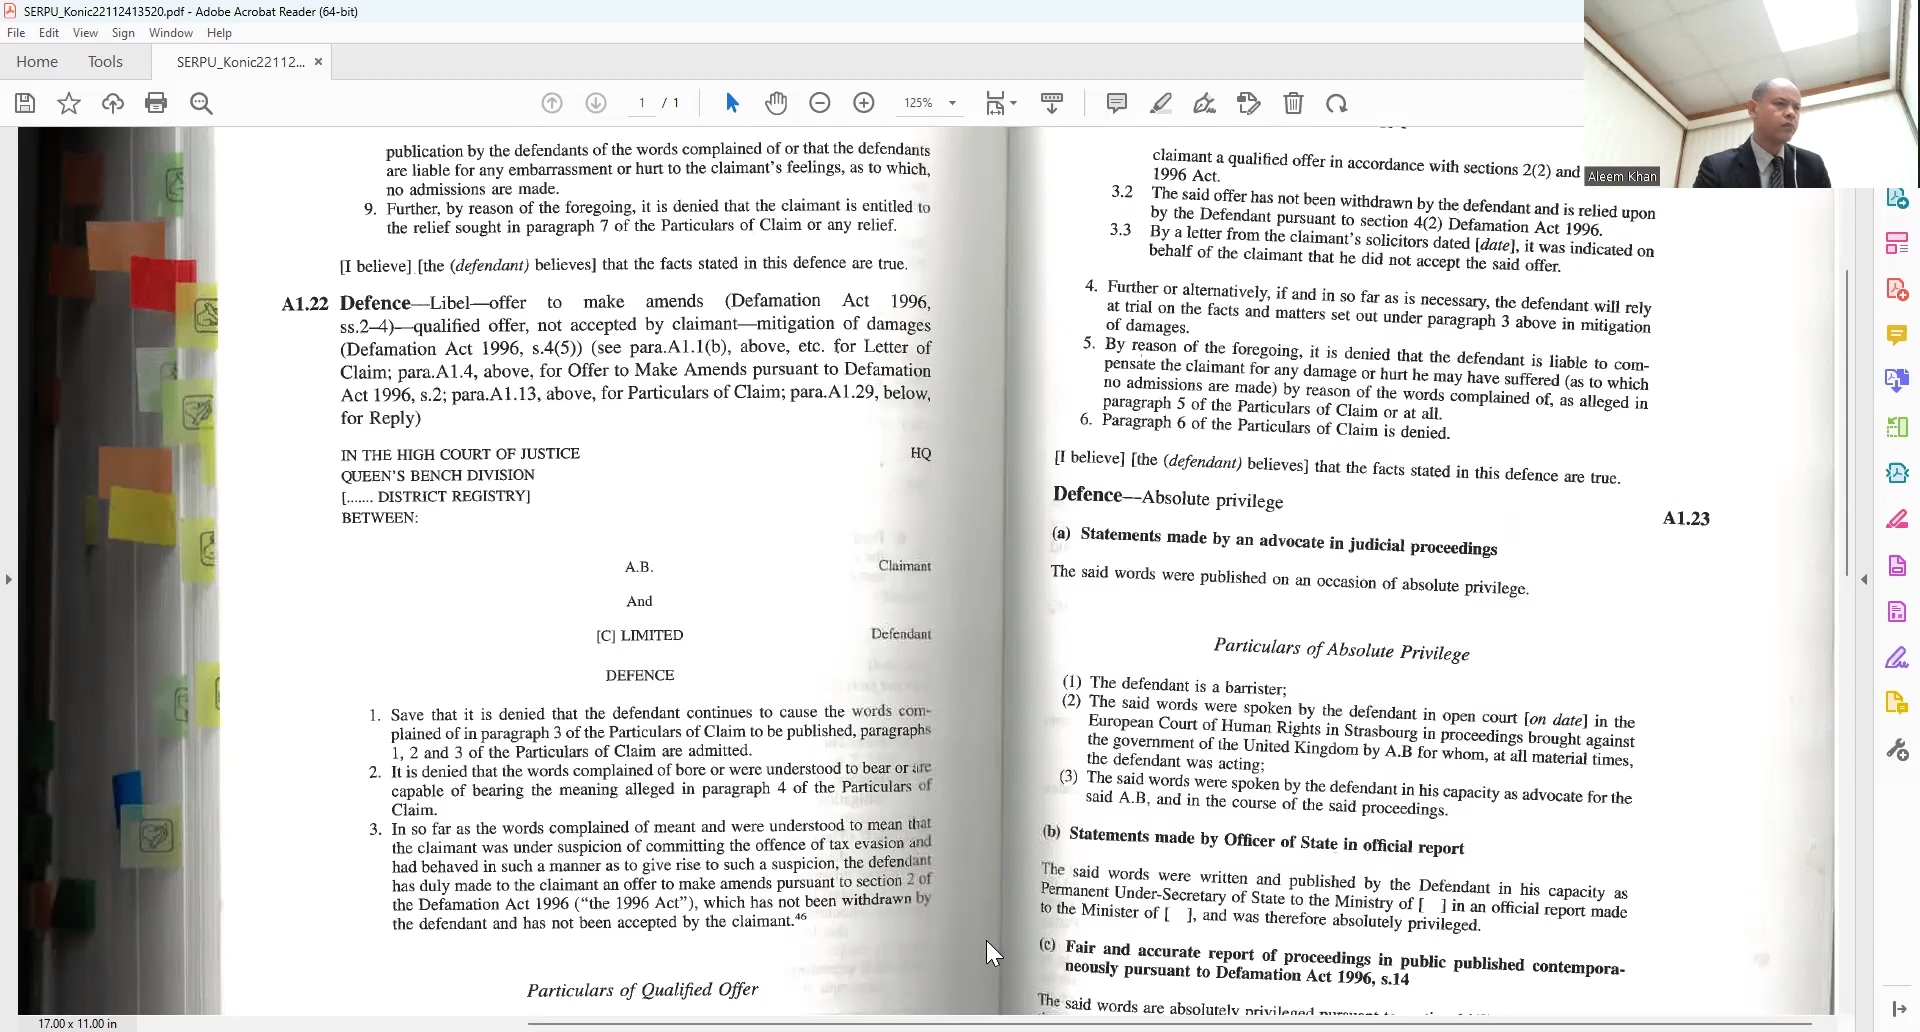 SERPU_Konic22112413520.pdf - Adobe Acrobat Reader (64-bit)
File Edit View Sign Window Help
Home Tools SERPU_Konic22112... ×
1 / 1 125%
Aleem Khan
publication by the defendants of the words complained of or that the defendants
are liable for any embarrassment or hurt to the claimant's feelings, as to which,
no admissions are made.
9. Further, by reason of the foregoing, it is denied that the claimant is entitled to
the relief sought in paragraph 7 of the Particulars of Claim or any relief.
[I believe] [the (defendant) believes] that the facts stated in this defence are true.
A1.22 Defence—Libel—offer to make amends (Defamation Act 1996,
ss.2–4)—qualified offer, not accepted by claimant—mitigation of damages
(Defamation Act 1996, s.4(5)) (see para.A1.1(b), above, etc. for Letter of
Claim; para.A1.4, above, for Offer to Make Amends pursuant to Defamation
Act 1996, s.2; para.A1.13, above, for Particulars of Claim; para.A1.29, below,
for Reply)
IN THE HIGH COURT OF JUSTICE HQ
QUEEN'S BENCH DIVISION
[....... DISTRICT REGISTRY]
BETWEEN:
A.B. Claimant
And
[C] LIMITED Defendant
DEFENCE
1. Save that it is denied that the defendant continues to cause the words com-
plained of in paragraph 3 of the Particulars of Claim to be published, paragraphs
1, 2 and 3 of the Particulars of Claim are admitted.
2. It is denied that the words complained of bore or were understood to bear or are
capable of bearing the meaning alleged in paragraph 4 of the Particulars of
Claim.
3. In so far as the words complained of meant and were understood to mean that
the claimant was under suspicion of committing the offence of tax evasion and
had behaved in such a manner as to give rise to such a suspicion, the defendant
has duly made to the claimant an offer to make amends pursuant to section 2 of
the Defamation Act 1996 ("the 1996 Act"), which has not been withdrawn by
the defendant and has not been accepted by the claimant.46
Particulars of Qualified Offer
claimant a qualified offer in accordance with sections 2(2) and
1996 Act.
3.2 The said offer has not been withdrawn by the defendant and is relied upon
by the Defendant pursuant to section 4(2) Defamation Act 1996.
3.3 By a letter from the claimant's solicitors dated [date], it was indicated on
behalf of the claimant that he did not accept the said offer.
4. Further or alternatively, if and in so far as is necessary, the defendant will rely
at trial on the facts and matters set out under paragraph 3 above in mitigation
of damages.
5. By reason of the foregoing, it is denied that the defendant is liable to com-
pensate the claimant for any damage or hurt he may have suffered (as to which
no admissions are made) by reason of the words complained of, as alleged in
paragraph 5 of the Particulars of Claim or at all.
6. Paragraph 6 of the Particulars of Claim is denied.
[I believe] [the (defendant) believes] that the facts stated in this defence are true.
Defence—Absolute privilege A1.23
(a) Statements made by an advocate in judicial proceedings
The said words were published on an occasion of absolute privilege.
Particulars of Absolute Privilege
(1) The defendant is a barrister;
(2) The said words were spoken by the defendant in open court [on date] in the
European Court of Human Rights in Strasbourg in proceedings brought against
the government of the United Kingdom by A.B for whom, at all material times,
the defendant was acting;
(3) The said words were spoken by the defendant in his capacity as advocate for the
said A.B, and in the course of the said proceedings.
(b) Statements made by Officer of State in official report
The said words were written and published by the Defendant in his capacity as
Permanent Under-Secretary of State to the Ministry of [ ] in an official report made
to the Minister of [ ], and was therefore absolutely privileged.
(c) Fair and accurate report of proceedings in public published contempora-
neously pursuant to Defamation Act 1996, s.14
The said words are absolutely privileged
17.00 x 11.00 in